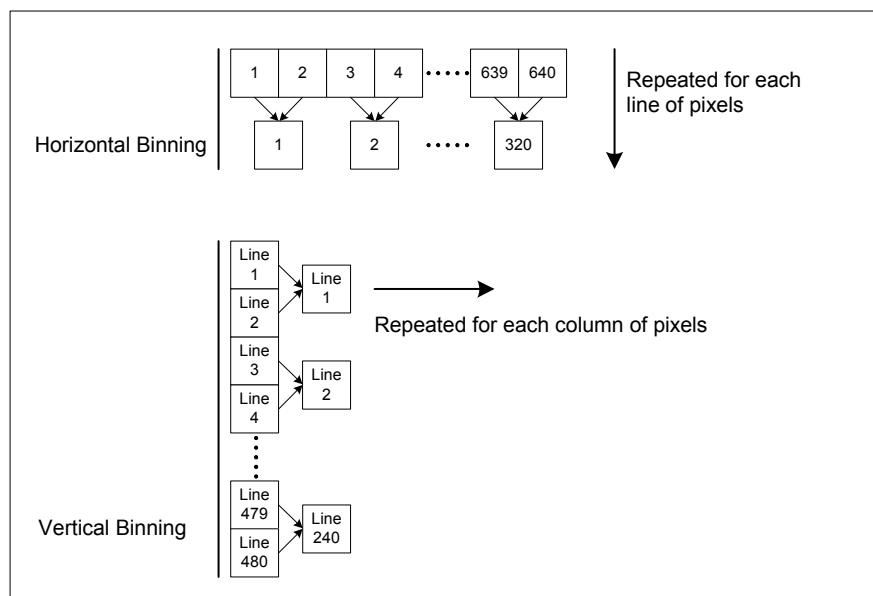 1 2 3 4 ..... 639 640
Repeated for each
line of pixels
Horizontal Binning
1 2 ..... 320
Line
1
Line
2
Line
1
Repeated for each column of pixels
Line
3
Line
4
Line
2
Line
479
Line
480
Line
240
Vertical Binning